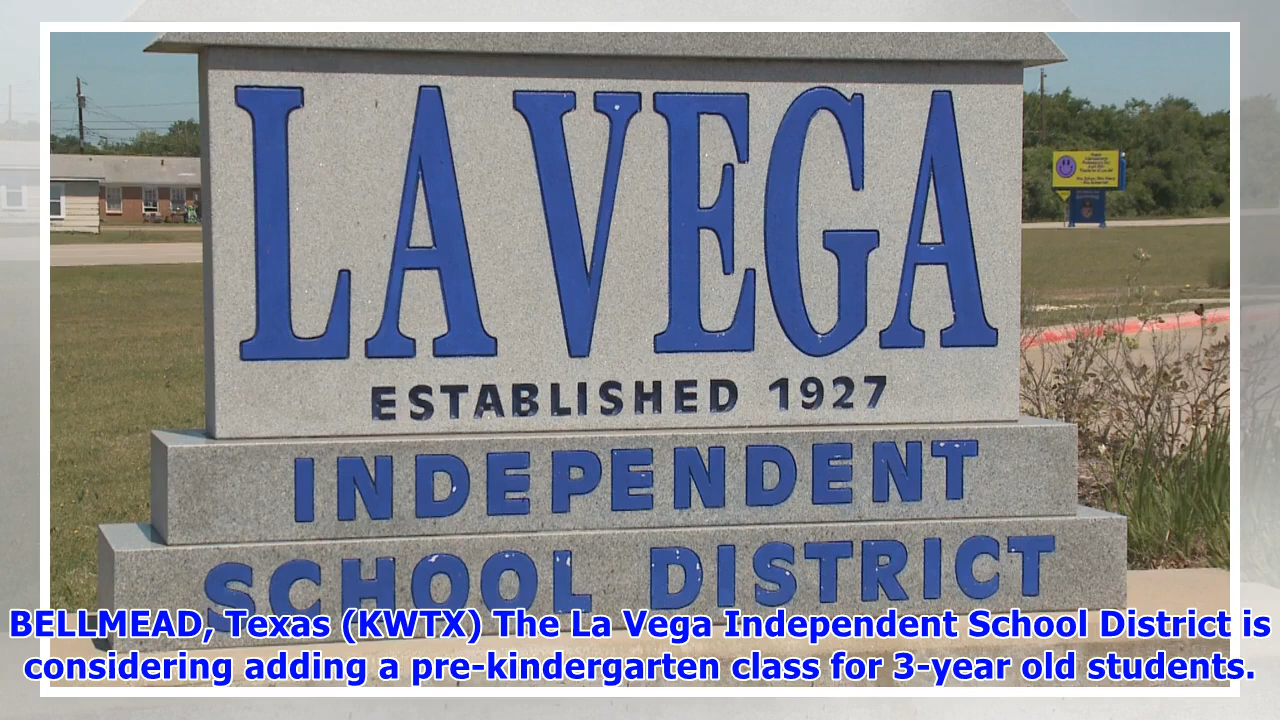 LA VEGA
ESTABLISHED 1927
INDEPENDENT
SCHOOL DISTRICT
BELLMEAD, Texas (KWTX) The La Vega Independent School District is
considering adding a pre-kindergarten class for 3-year old students.